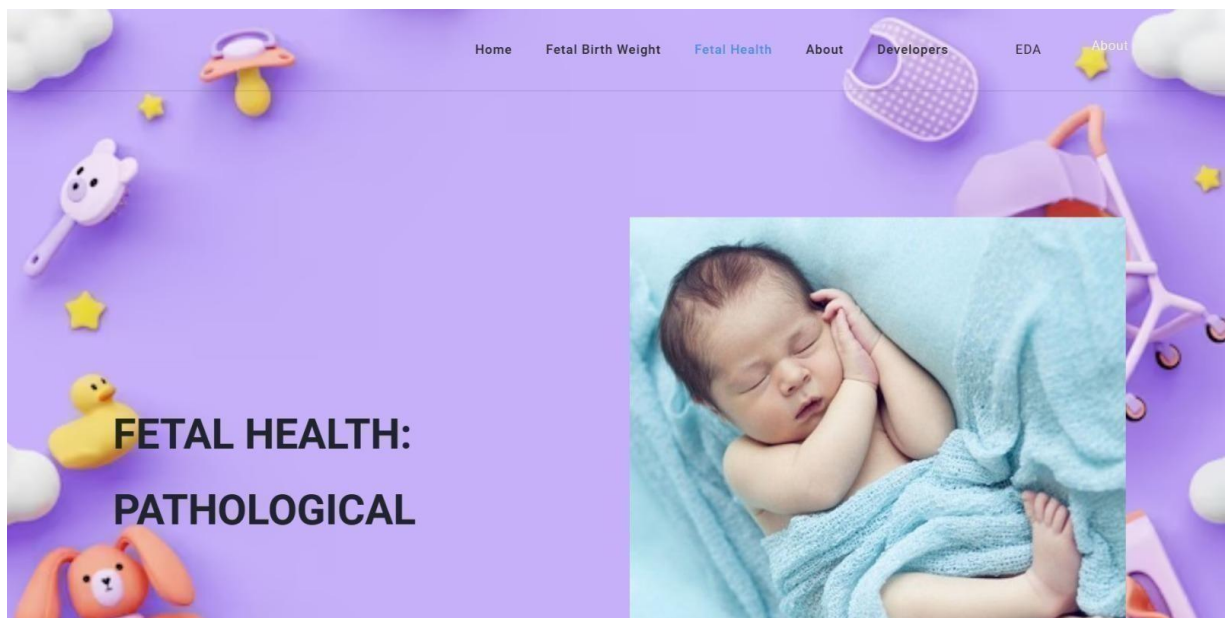 Home Fetal Birth Weight Fetal Health About Developers EDA About
FETAL HEALTH:
PATHOLOGICAL